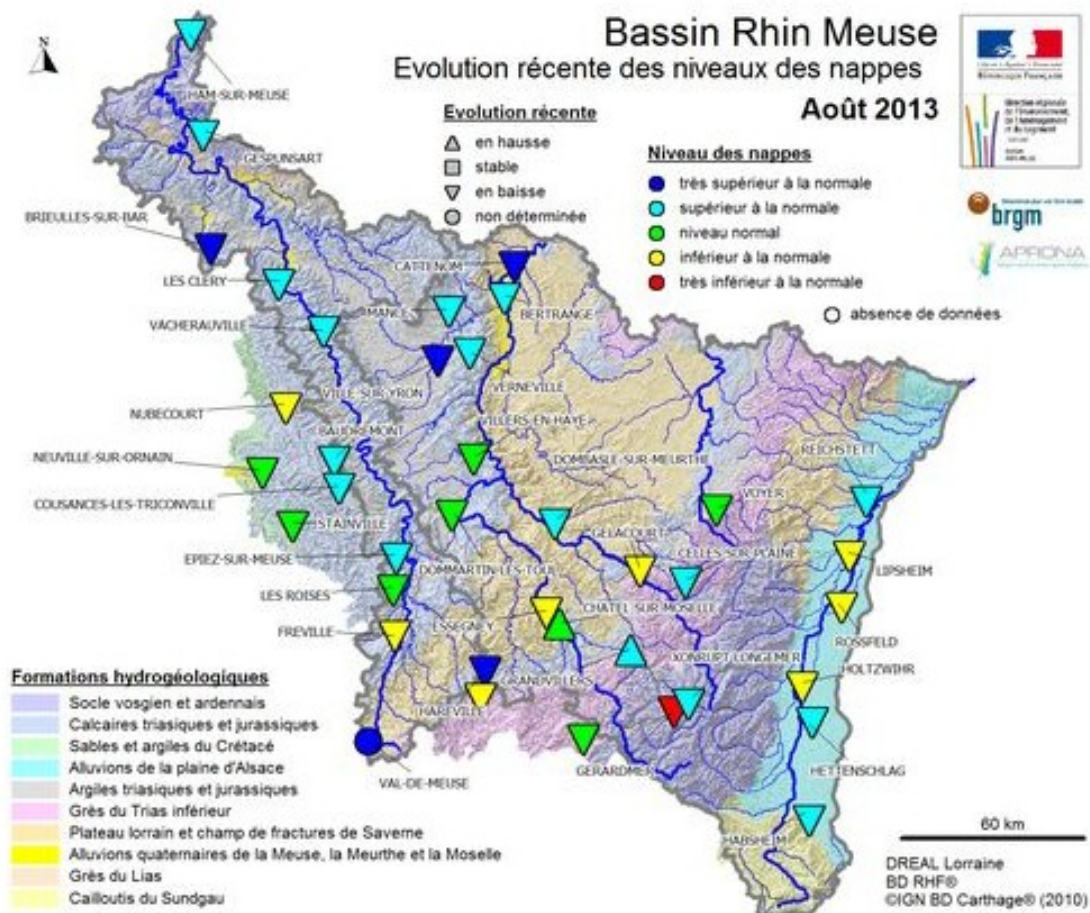 Bassin Rhin Meuse
Evolution récente des niveaux des nappes
Août 2013
N
Evolution récente
en hausse
stable
en baisse
non déterminée
Niveau des nappes
très supérieur à la normale
supérieur à la normale
niveau normal
inférieur à la normale
très inférieur à la normale
absence de données
RÉPUBLIQUE FRANÇAISE
brgm
APRONA
HAM-SUR-MEUSE
GESPUNSART
BRIEULLES-SUR-BAR
LES CLERY
CATTENOM
MANCE
BERTRANGE
VACHERAUVILLE
VILLE-SUR-YRON
VERNEVILLE
NUBECOURT
BAUDREMONT
VILLERS-EN-HAYE
NEUVILLE-SUR-ORNAIN
DOMBASLE-SUR-MEURTHE
REICHSTETT
COUSANCES-LES-TRICONVILLE
VOYER
STAINVILLE
GELACOURT
EPIEZ-SUR-MEUSE
CELLES-SUR-PLAINE
LIPSHEIM
DOMMARTIN-LES-TOUL
LES ROISES
CHATEL-SUR-MOSELLE
ESSEGNEY
FREVILLE
ROSSFELD
XONRUPT-LONGEMER
HOLTZWIHR
GRANDVILLERS
HAREVILLE
VAL-DE-MEUSE
GERARDMER
HETTENSCHLAG
HABSHEIM
Formations hydrogéologiques
Socle vosgien et ardennais
Calcaires triasiques et jurassiques
Sables et argiles du Crétacé
Alluvions de la plaine d'Alsace
Argiles triasiques et jurassiques
Grès du Trias inférieur
Plateau lorrain et champ de fractures de Saverne
Alluvions quaternaires de la Meuse, la Meurthe et la Moselle
Grès du Lias
Cailloutis du Sundgau
60 km
DREAL Lorraine
BD RHF®
©IGN BD Carthage® (2010)